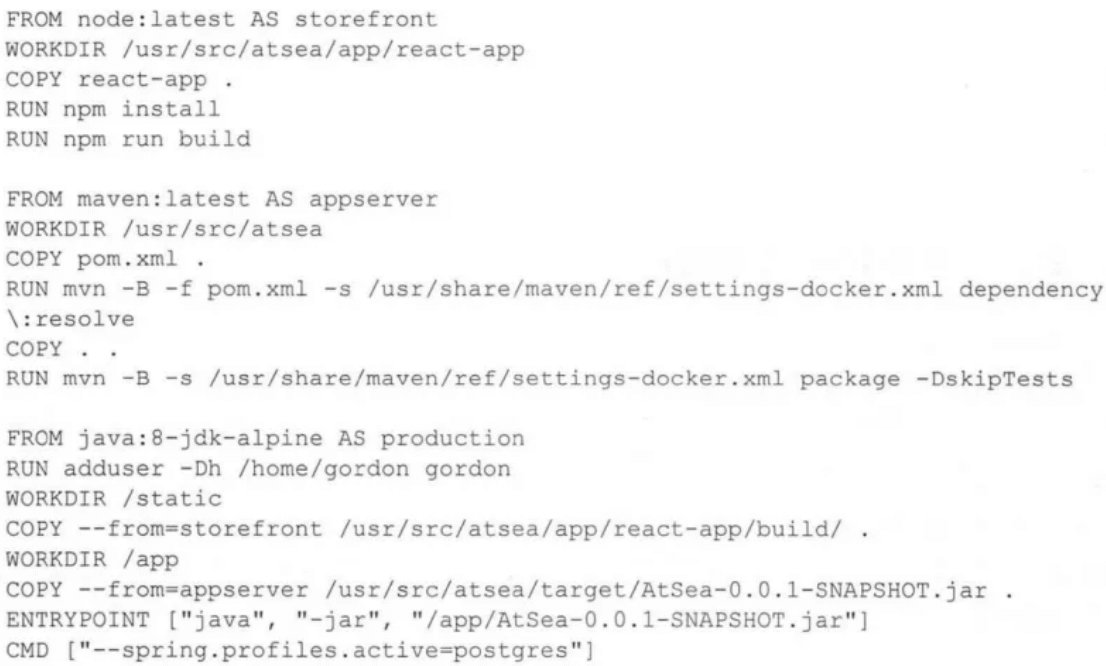 FROM node:latest AS storefront
WORKDIR /usr/src/atsea/app/react-app
COPY react-app .
RUN npm install
RUN npm run build

FROM maven:latest AS appserver
WORKDIR /usr/src/atsea
COPY pom.xml .
RUN mvn -B -f pom.xml -s /usr/share/maven/ref/settings-docker.xml dependency
\:resolve
COPY . .
RUN mvn -B -s /usr/share/maven/ref/settings-docker.xml package -DskipTests

FROM java:8-jdk-alpine AS production
RUN adduser -Dh /home/gordon gordon
WORKDIR /static
COPY --from=storefront /usr/src/atsea/app/react-app/build/ .
WORKDIR /app
COPY --from=appserver /usr/src/atsea/target/AtSea-0.0.1-SNAPSHOT.jar .
ENTRYPOINT ["java", "-jar", "/app/AtSea-0.0.1-SNAPSHOT.jar"]
CMD ["--spring.profiles.active=postgres"]